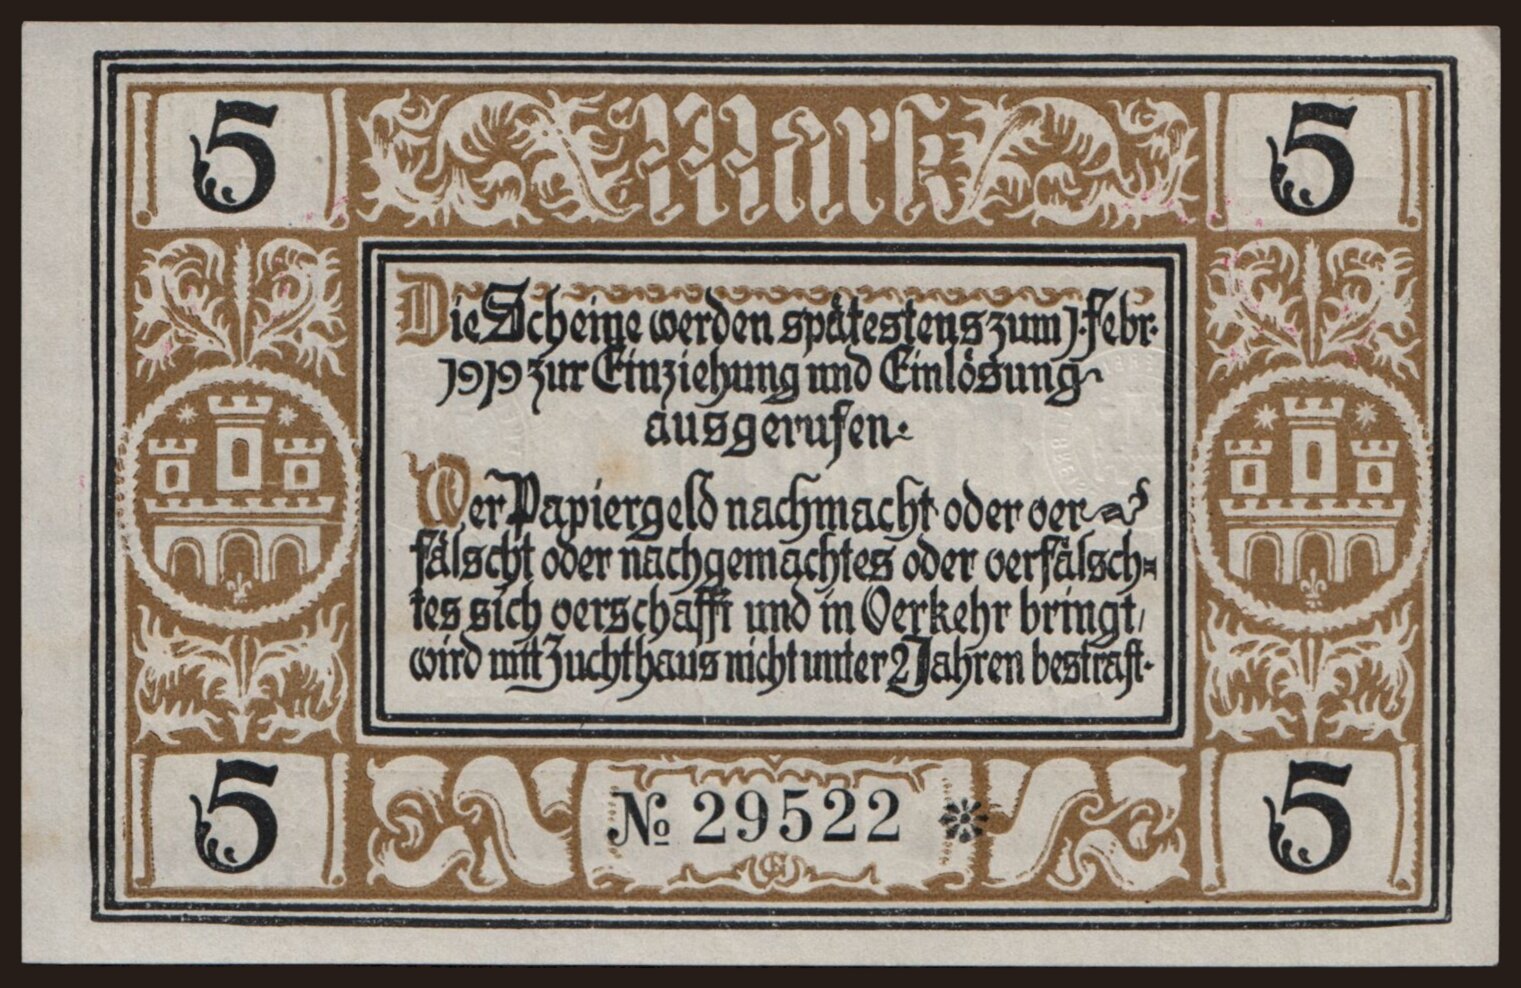 5 Mark 5
Die Scheine werden spätestens zum 1. Febr.
1919 zur Einziehung und Einlösung
ausgerufen.
Wer Papiergeld nachmacht oder ver-
fälscht oder nachgemachtes oder verfälsch-
tes sich verschafft und in Verkehr bringt,
wird mit Zuchthaus nicht unter 2 Jahren bestraft.
5 № 29522 5